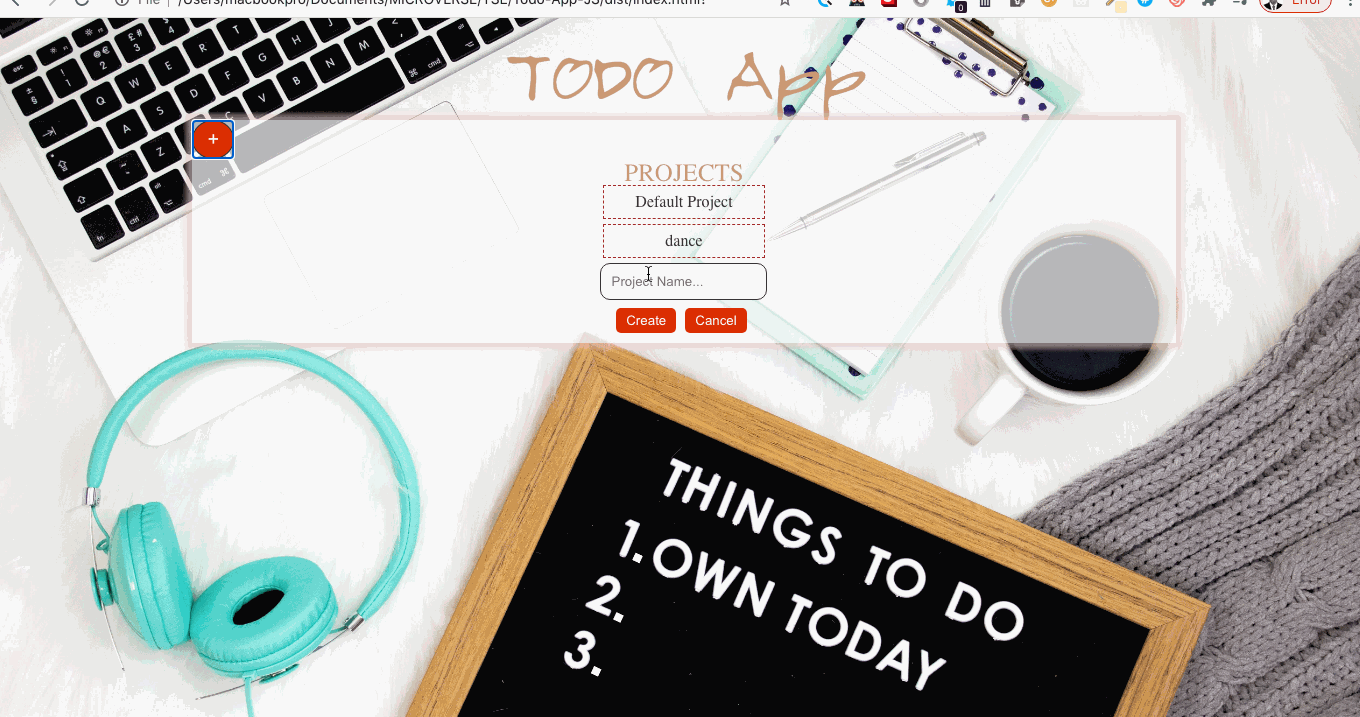 File | /Users/macbookpro/Documents/MICROVERSE/TSE/Todo-App-JS/dist/index.html?
Error
0
TODO App
+
PROJECTS
Default Project
dance
Project Name...
Create
Cancel
THINGS TO DO
1. OWN TODAY
2.
3.